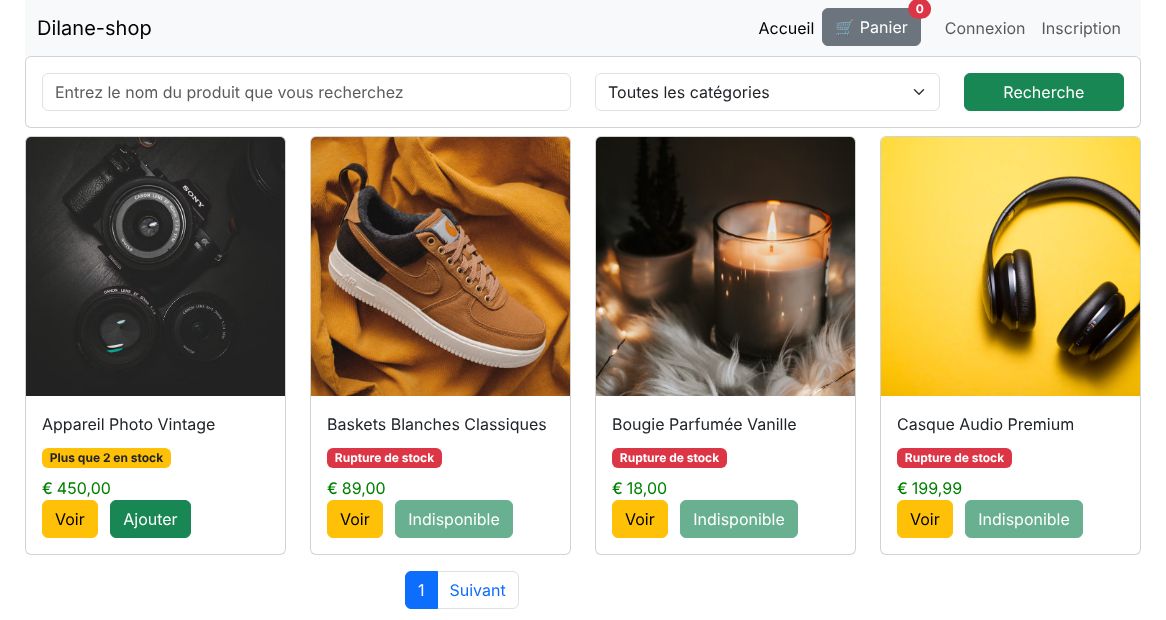 Dilane-shop
Accueil
🛒 Panier
0
Connexion
Inscription
Entrez le nom du produit que vous recherchez
Toutes les catégories
Recherche
SONY
Appareil Photo Vintage
Plus que 2 en stock
€ 450,00
Voir
Ajouter
Baskets Blanches Classiques
Rupture de stock
€ 89,00
Voir
Indisponible
Bougie Parfumée Vanille
Rupture de stock
€ 18,00
Voir
Indisponible
Casque Audio Premium
Rupture de stock
€ 199,99
Voir
Indisponible
1
Suivant